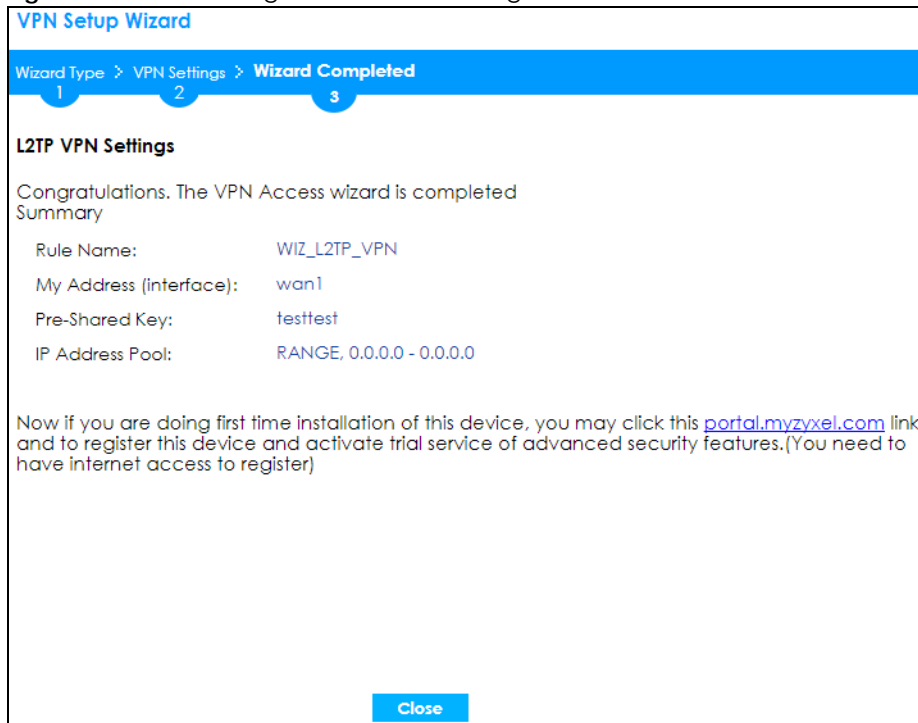 VPN Setup Wizard
Wizard Type > VPN Settings > Wizard Completed
1 2 3
L2TP VPN Settings
Congratulations. The VPN Access wizard is completed
Summary
Rule Name: WIZ_L2TP_VPN
My Address (interface): wan1
Pre-Shared Key: testtest
IP Address Pool: RANGE, 0.0.0.0 - 0.0.0.0
Now if you are doing first time installation of this device, you may click this portal.myzyxel.com link
and to register this device and activate trial service of advanced security features.(You need to
have internet access to register)
Close